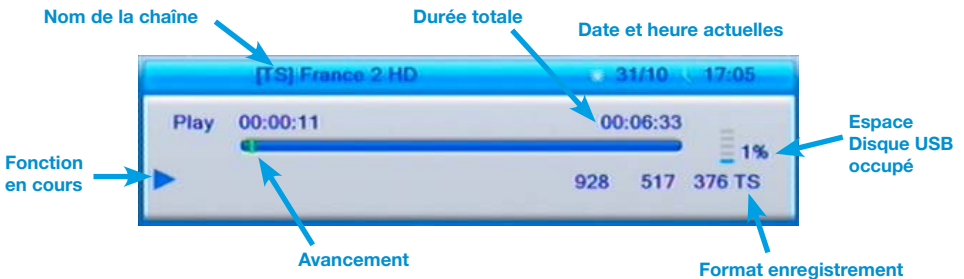 Nom de la chaîne
Durée totale
Date et heure actuelles
[TS] France 2 HD 31/10 17:05
Play 00:00:11 00:06:33
1%
928 517 376 TS
Espace
Disque USB
occupé
Fonction
en cours
Avancement
Format enregistrement